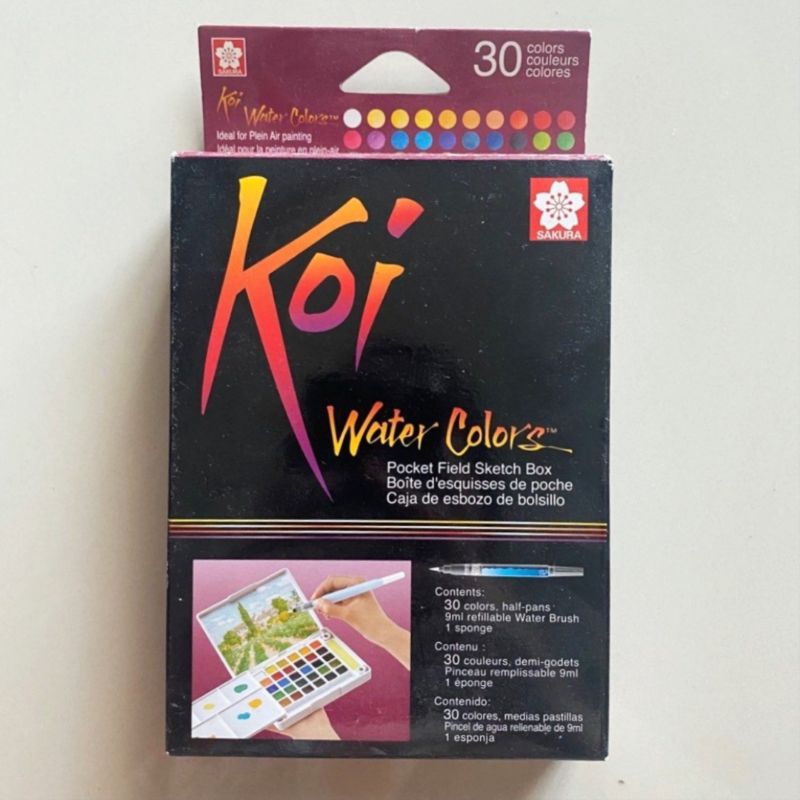 SAKURA
30 colors
couleurs
colores
Koi Water Colors™
Ideal for Plein Air painting
Idéal pour la peinture en plein-air
Koi
SAKURA
Water Colors™
Pocket Field Sketch Box
Boîte d'esquisses de poche
Caja de esbozo de bolsillo
Contents:
30 colors, half-pans
9ml refillable Water Brush
1 sponge
Contenu :
30 couleurs, demi-godets
Pinceau remplissable 9ml
1 éponge
Contenido:
30 colores, medias pastillas
Pincel de agua rellenable de 9ml
1 esponja